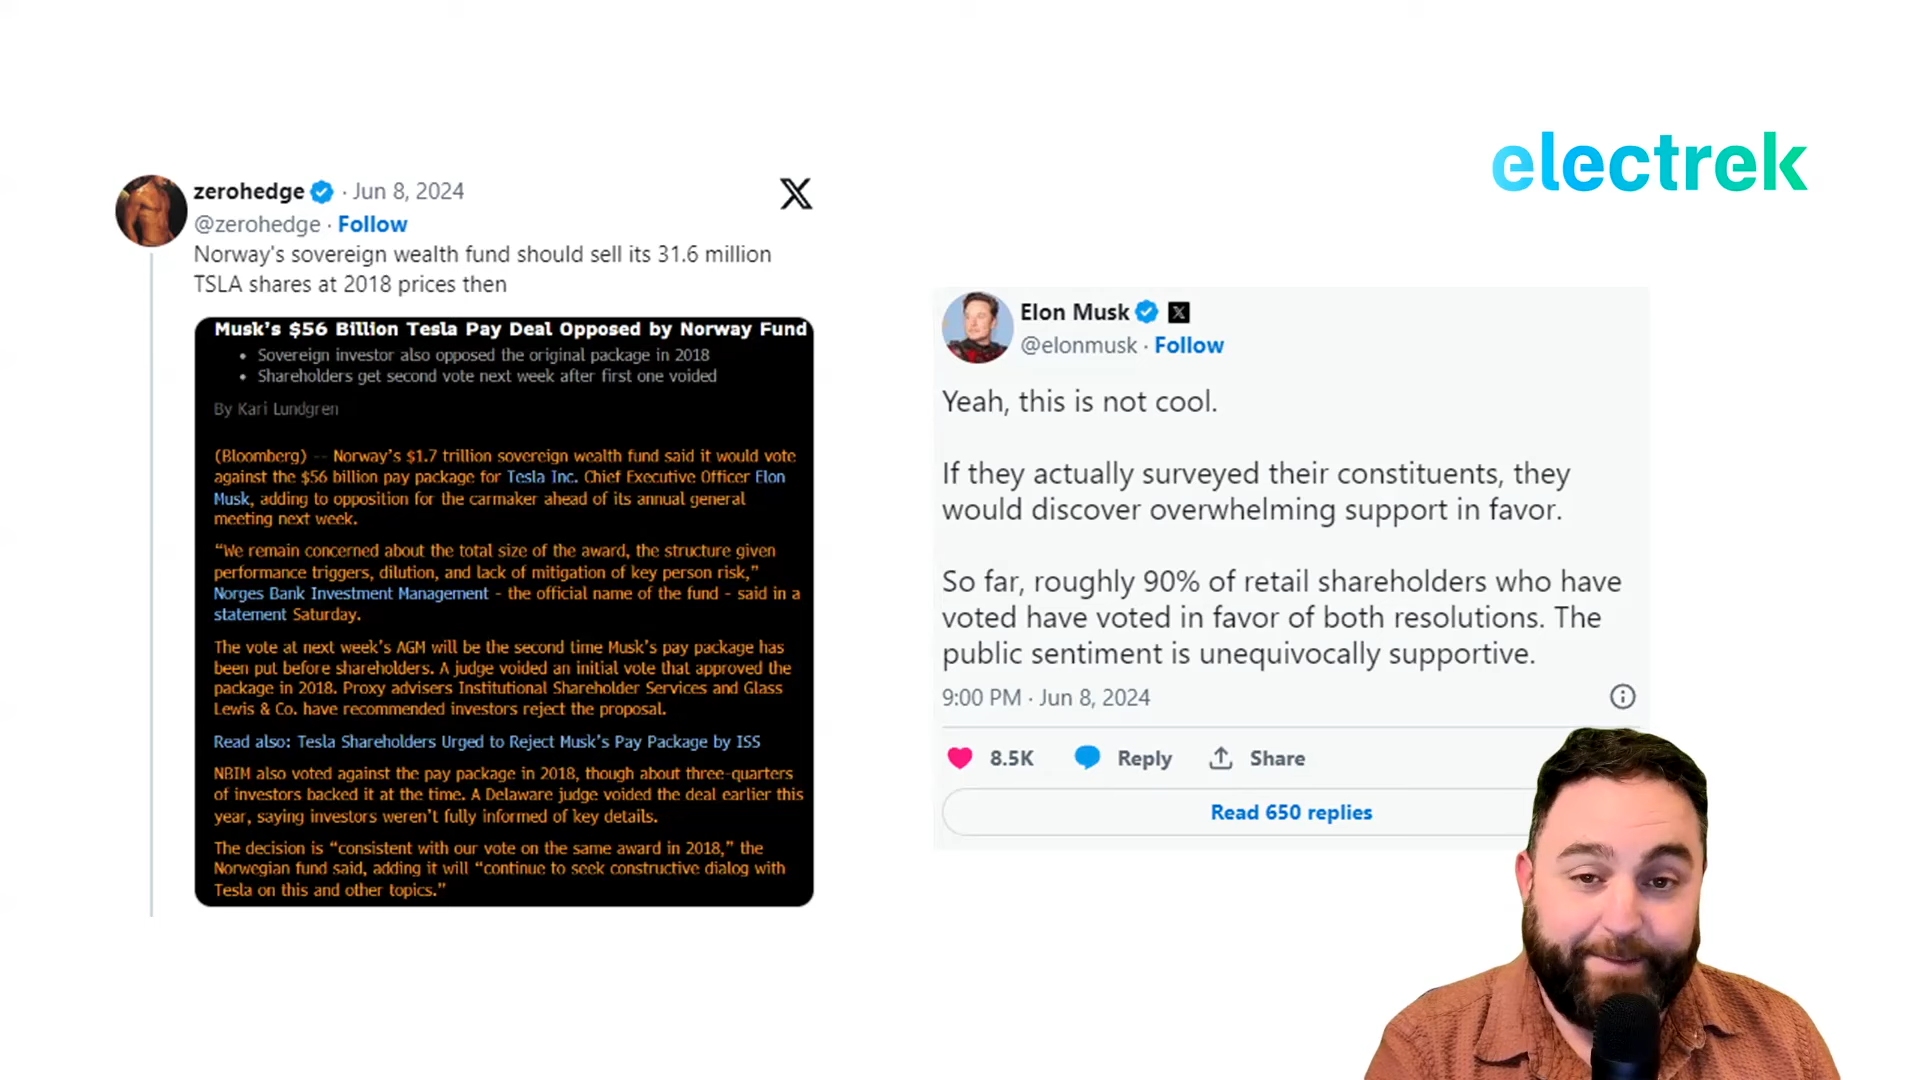 electrek
zerohedge · Jun 8, 2024
@zerohedge · Follow
Norway's sovereign wealth fund should sell its 31.6 million
TSLA shares at 2018 prices then
Musk's $56 Billion Tesla Pay Deal Opposed by Norway Fund
• Sovereign investor also opposed the original package in 2018
• Shareholders get second vote next week after first one voided
By Kari Lundgren
(Bloomberg) -- Norway's $1.7 trillion sovereign wealth fund said it would vote
against the $56 billion pay package for Tesla Inc. Chief Executive Officer Elon
Musk, adding to opposition for the carmaker ahead of its annual general
meeting next week.
“We remain concerned about the total size of the award, the structure given
performance triggers, dilution, and lack of mitigation of key person risk,”
Norges Bank Investment Management - the official name of the fund - said in a
statement Saturday.
The vote at next week's AGM will be the second time Musk's pay package has
been put before shareholders. A judge voided an initial vote that approved the
package in 2018. Proxy advisers Institutional Shareholder Services and Glass
Lewis & Co. have recommended investors reject the proposal.
Read also: Tesla Shareholders Urged to Reject Musk's Pay Package by ISS
NBIM also voted against the pay package in 2018, though about three-quarters
of investors backed it at the time. A Delaware judge voided the deal earlier this
year, saying investors weren't fully informed of key details.
The decision is “consistent with our vote on the same award in 2018,” the
Norwegian fund said, adding it will “continue to seek constructive dialog with
Tesla on this and other topics.”
Elon Musk
@elonmusk · Follow
Yeah, this is not cool.
If they actually surveyed their constituents, they
would discover overwhelming support in favor.
So far, roughly 90% of retail shareholders who have
voted have voted in favor of both resolutions. The
public sentiment is unequivocally supportive.
9:00 PM · Jun 8, 2024
8.5K Reply Share
Read 650 replies